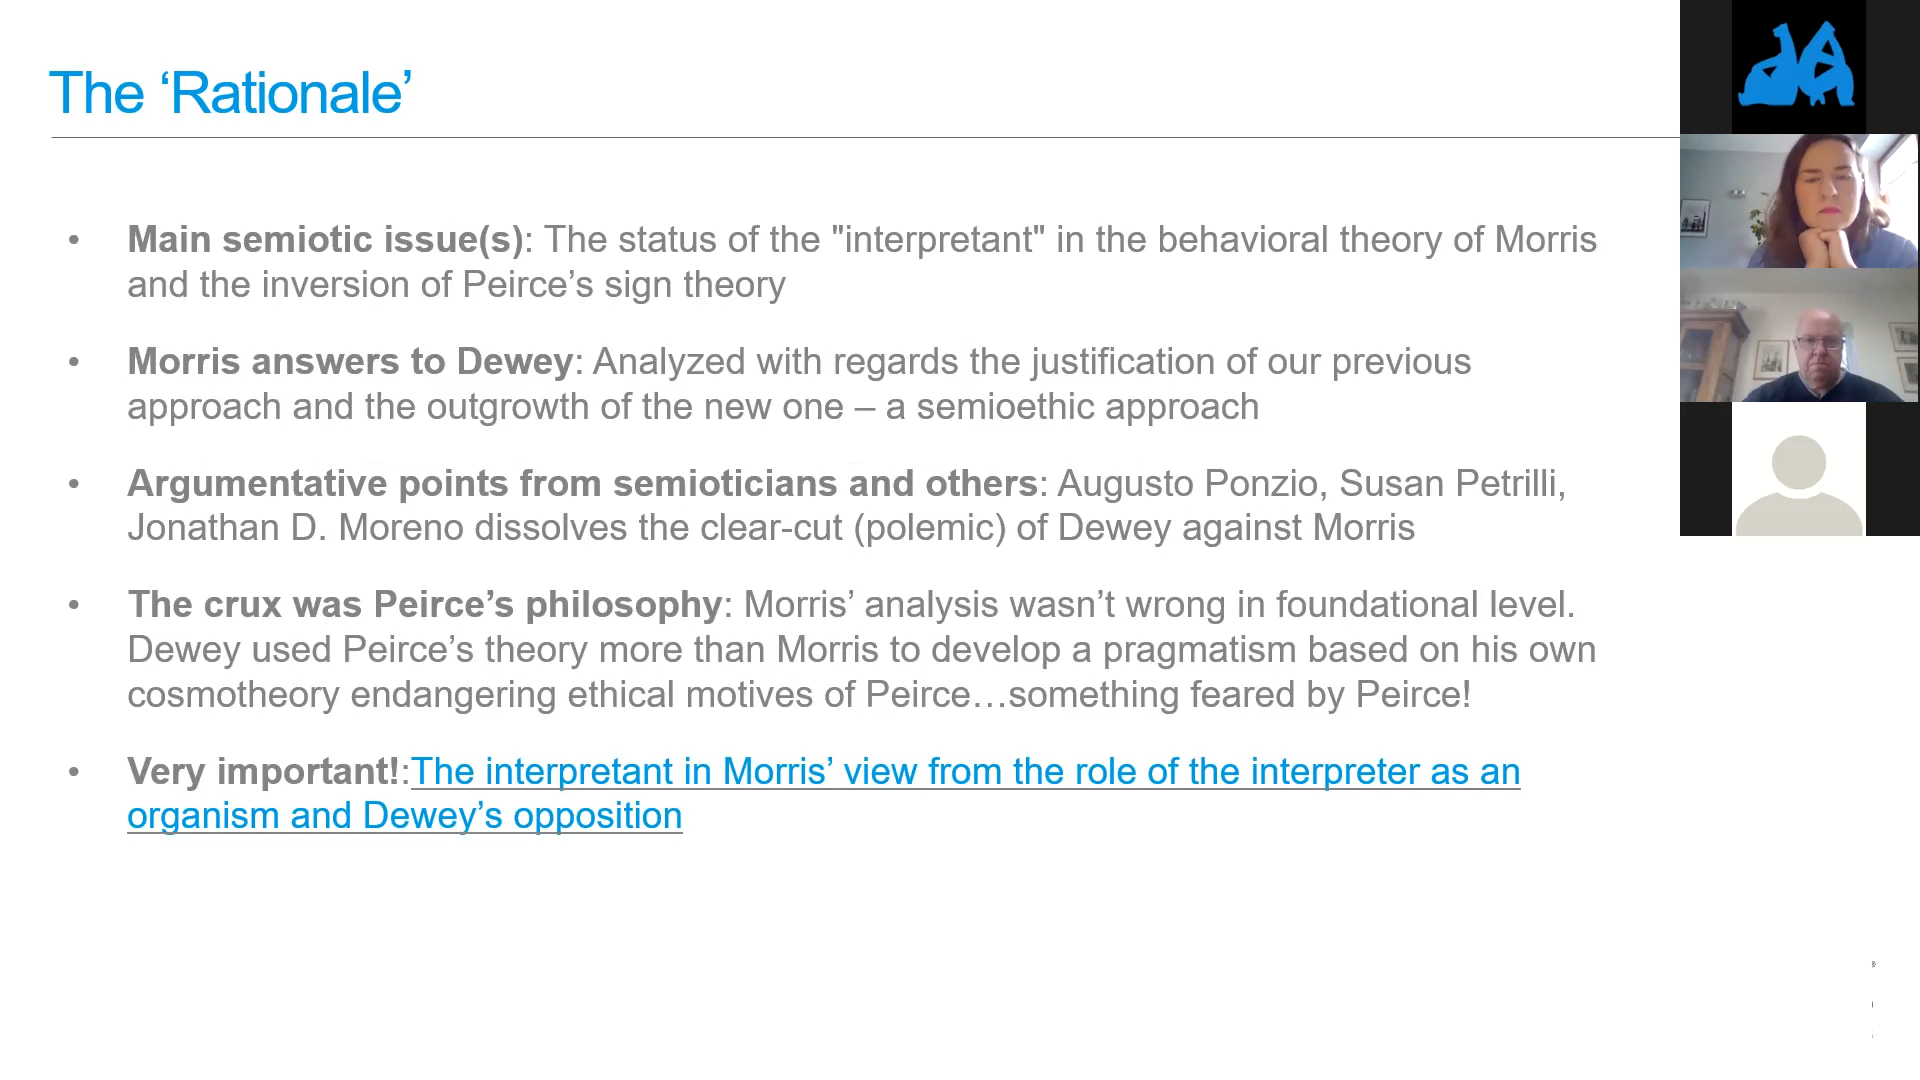 The ‘Rationale’
• Main semiotic issue(s): The status of the "interpretant" in the behavioral theory of Morris
and the inversion of Peirce’s sign theory
• Morris answers to Dewey: Analyzed with regards the justification of our previous
approach and the outgrowth of the new one – a semioethic approach
• Argumentative points from semioticians and others: Augusto Ponzio, Susan Petrilli,
Jonathan D. Moreno dissolves the clear-cut (polemic) of Dewey against Morris
• The crux was Peirce’s philosophy: Morris’ analysis wasn’t wrong in foundational level.
Dewey used Peirce’s theory more than Morris to develop a pragmatism based on his own
cosmotheory endangering ethical motives of Peirce…something feared by Peirce!
• Very important!:The interpretant in Morris’ view from the role of the interpreter as an
organism and Dewey’s opposition